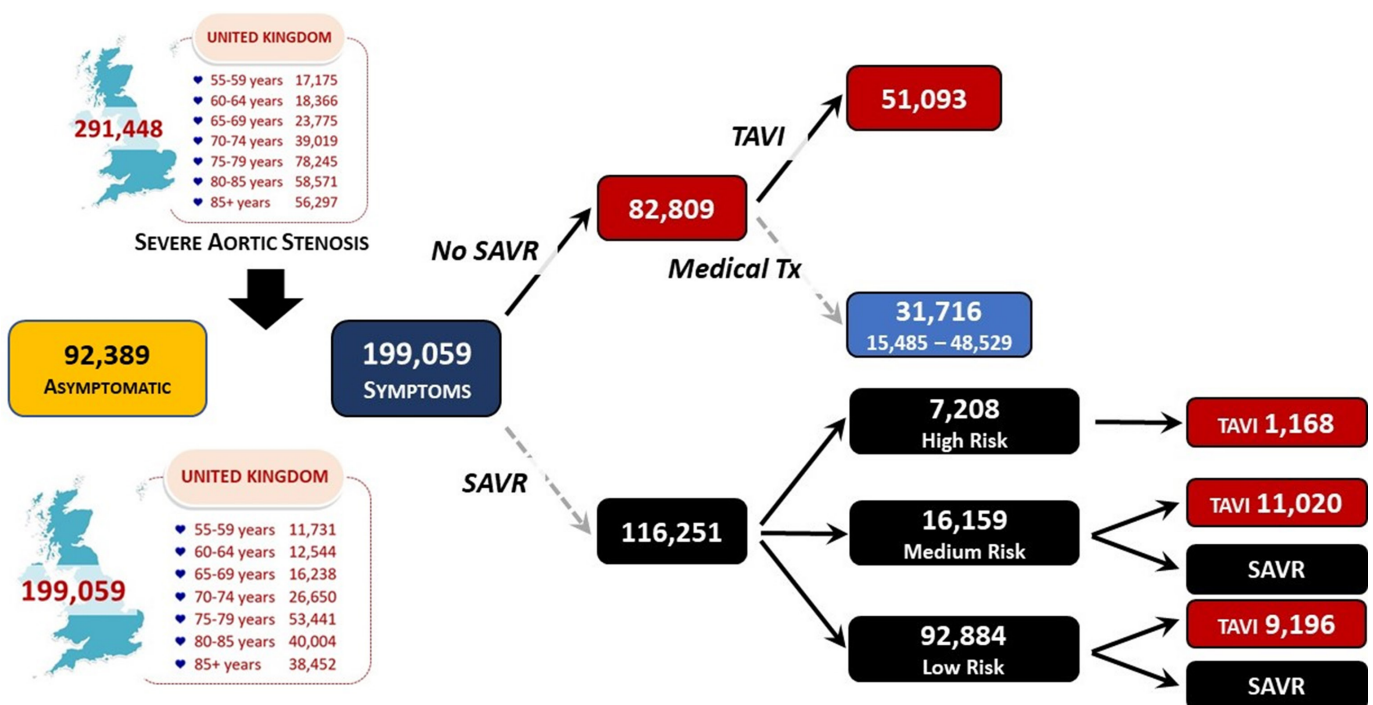 UNITED KINGDOM
55-59 years 17,175
60-64 years 18,366
65-69 years 23,775
70-74 years 39,019
75-79 years 78,245
80-85 years 58,571
85+ years 56,297
291,448
SEVERE AORTIC STENOSIS
92,389
ASYMPTOMATIC
199,059
SYMPTOMS
UNITED KINGDOM
55-59 years 11,731
60-64 years 12,544
65-69 years 16,238
70-74 years 26,650
75-79 years 53,441
80-85 years 40,004
85+ years 38,452
199,059
No SAVR
82,809
TAVI
51,093
Medical Tx
31,716
15,485 – 48,529
SAVR
116,251
7,208
High Risk
TAVI 1,168
16,159
Medium Risk
TAVI 11,020
SAVR
92,884
Low Risk
TAVI 9,196
SAVR